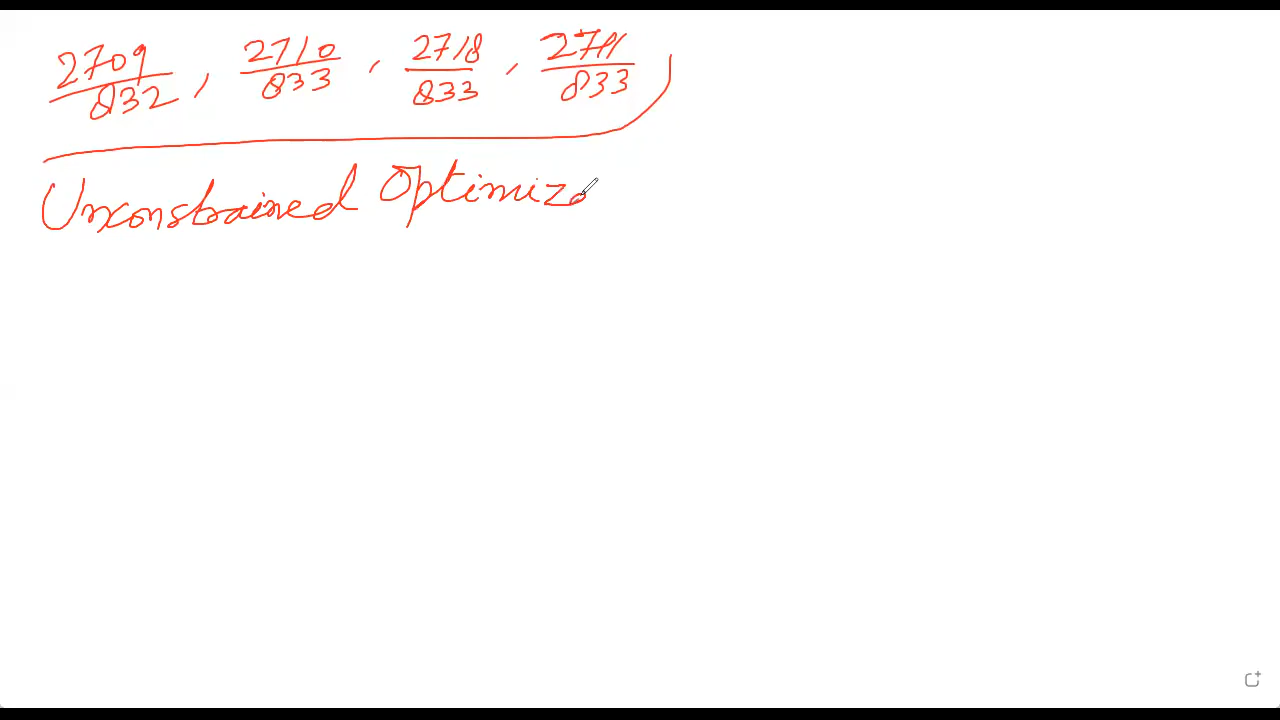 2709/832 , 2710/833 , 2718/833 , 2711/833
Unconstrained Optimiza